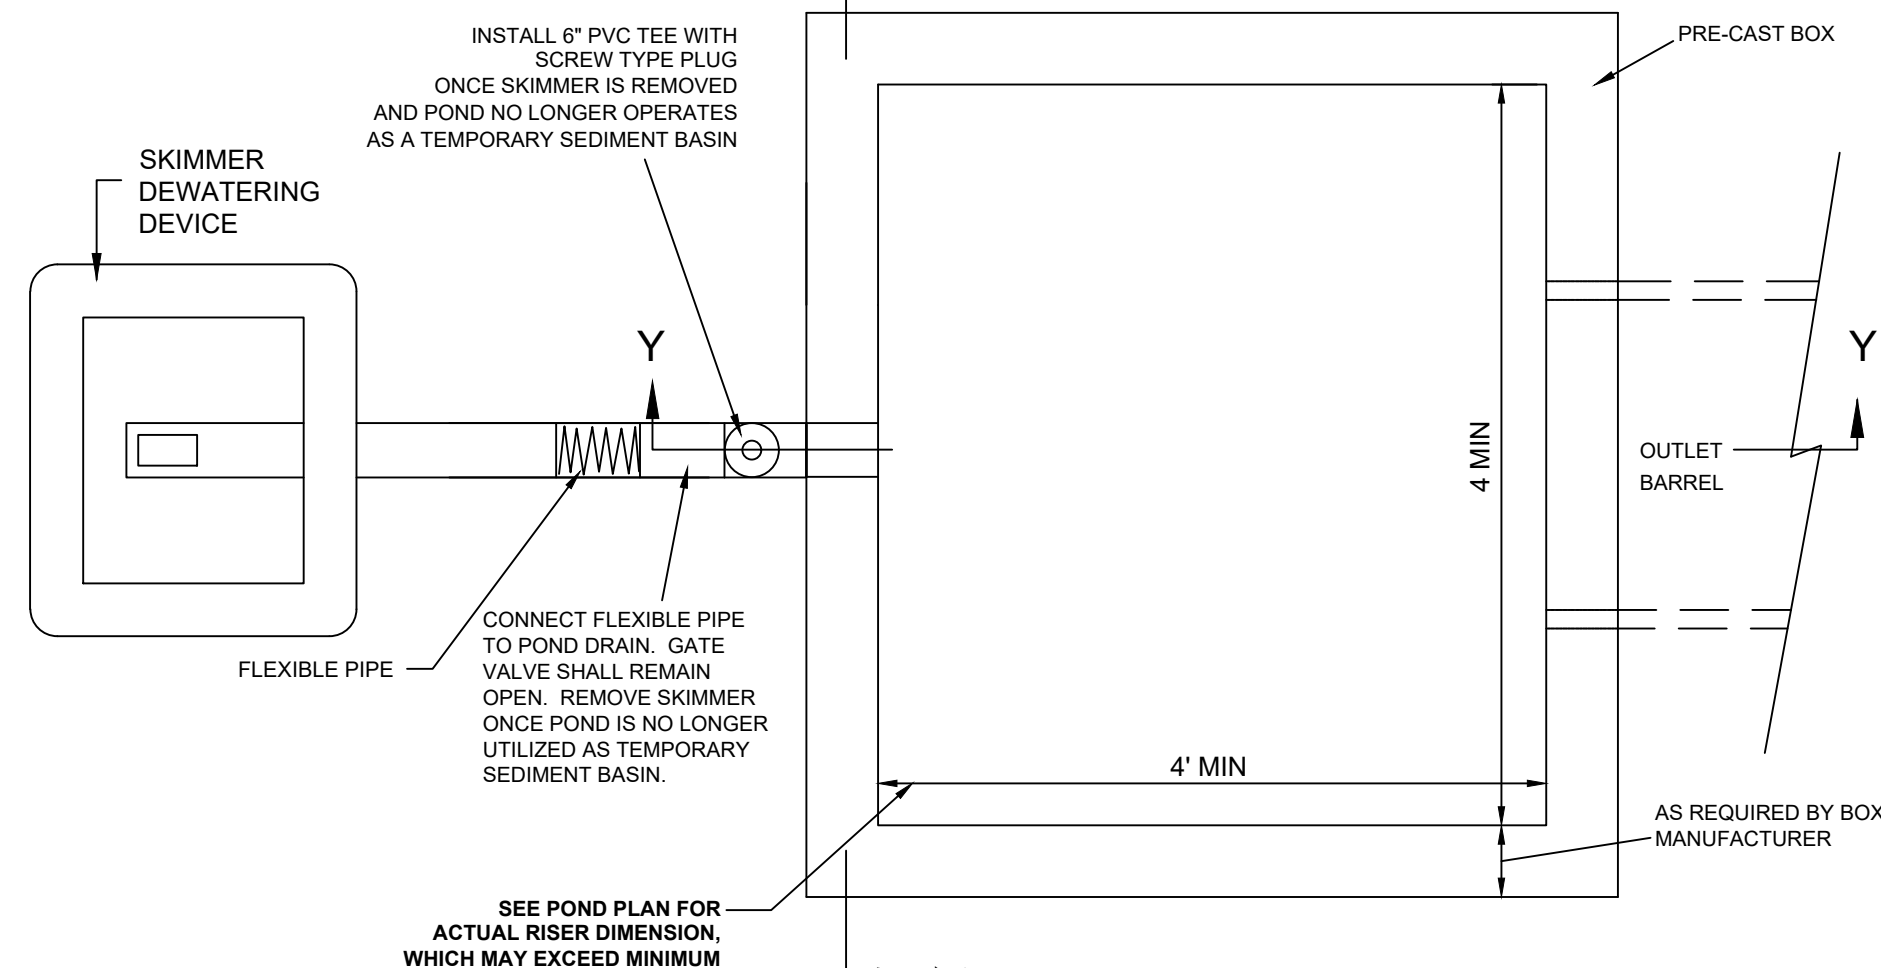 INSTALL 6" PVC TEE WITH
SCREW TYPE PLUG
ONCE SKIMMER IS REMOVED
AND POND NO LONGER OPERATES
AS A TEMPORARY SEDIMENT BASIN
PRE-CAST BOX
SKIMMER
DEWATERING
DEVICE
Y
Y
4 MIN
OUTLET
BARREL
CONNECT FLEXIBLE PIPE
TO POND DRAIN.  GATE
VALVE SHALL REMAIN
OPEN.  REMOVE SKIMMER
ONCE POND IS NO LONGER
UTILIZED AS TEMPORARY
SEDIMENT BASIN.
FLEXIBLE PIPE
4' MIN
AS REQUIRED BY BOX
MANUFACTURER
SEE POND PLAN FOR
ACTUAL RISER DIMENSION,
WHICH MAY EXCEED MINIMUM